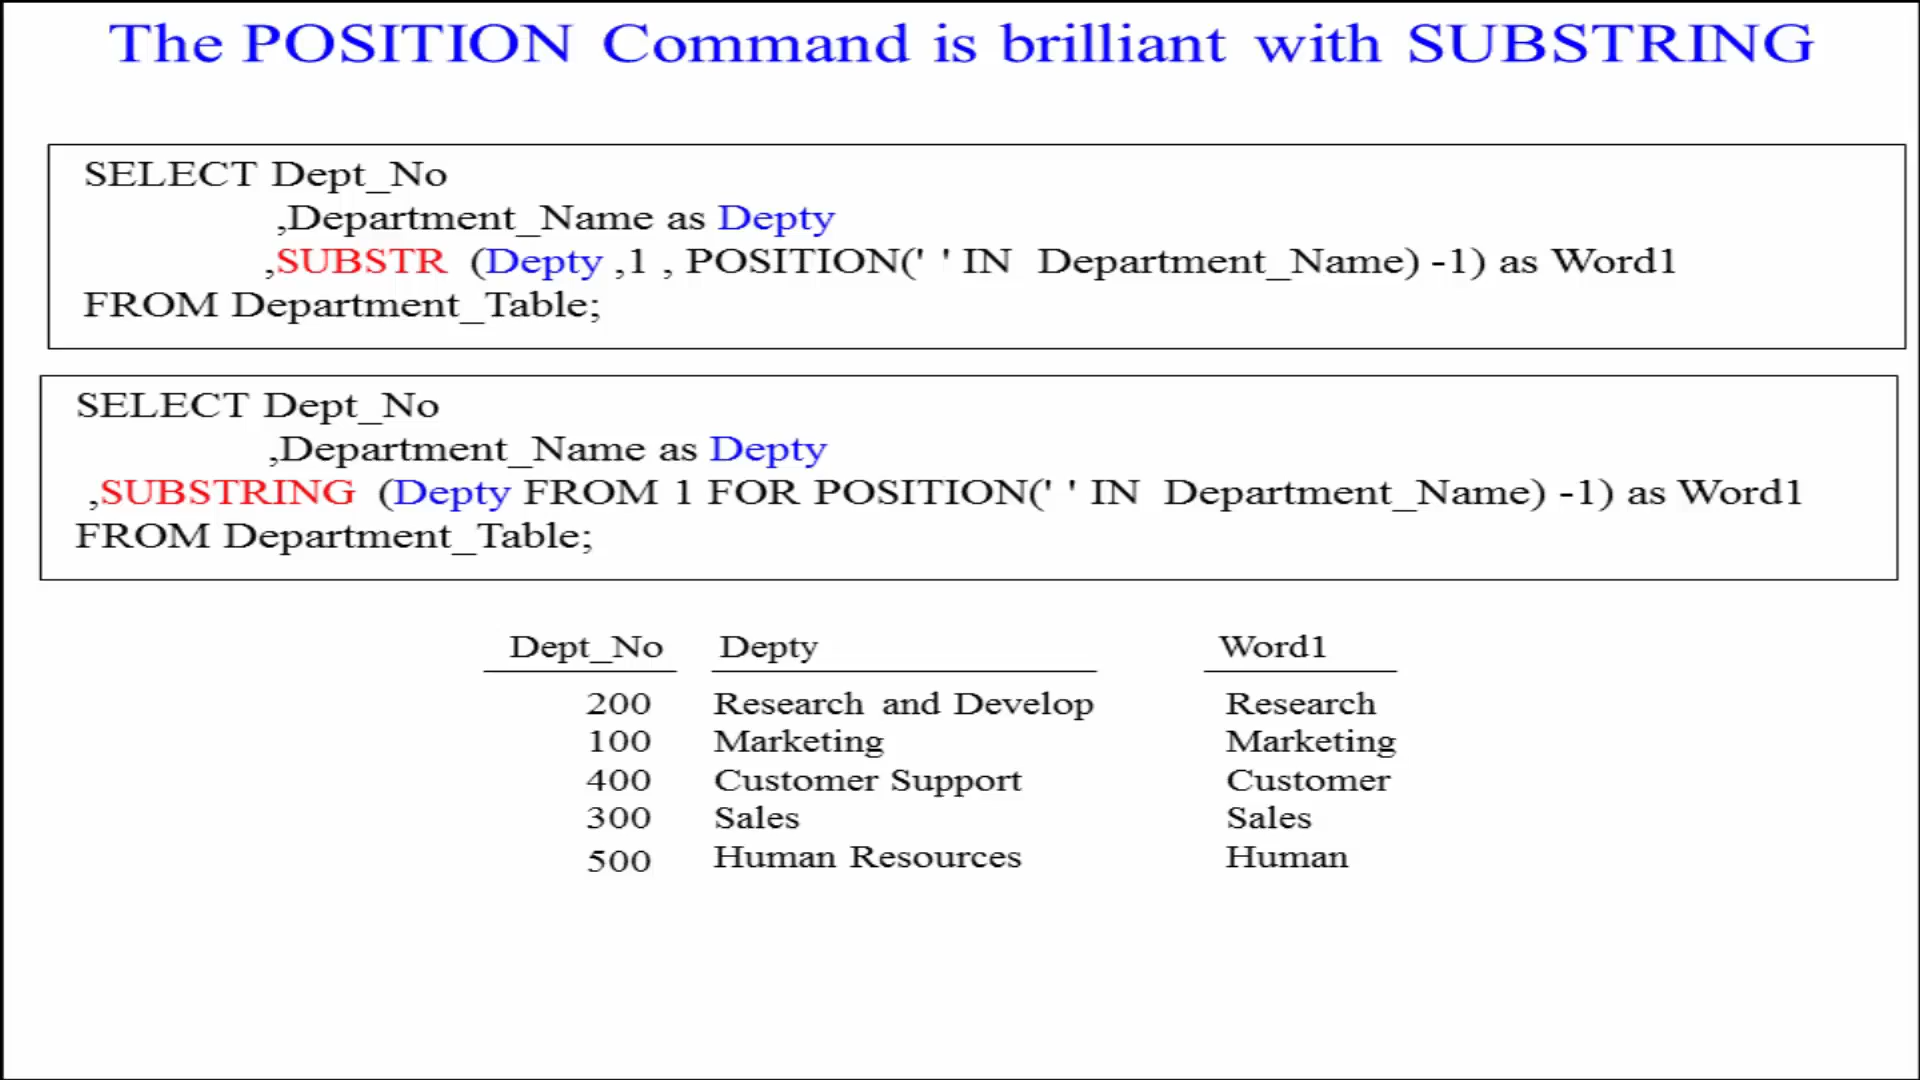 The POSITION Command is brilliant with SUBSTRING
SELECT Dept_No
,Department_Name as Depty
,SUBSTR (Depty ,1 , POSITION(' ' IN Department_Name) -1) as Word1
FROM Department_Table;
SELECT Dept_No
,Department_Name as Depty
,SUBSTRING (Depty FROM 1 FOR POSITION(' ' IN Department_Name) -1) as Word1
FROM Department_Table;
Dept_No Depty Word1
200 Research and Develop Research
100 Marketing Marketing
400 Customer Support Customer
300 Sales Sales
500 Human Resources Human